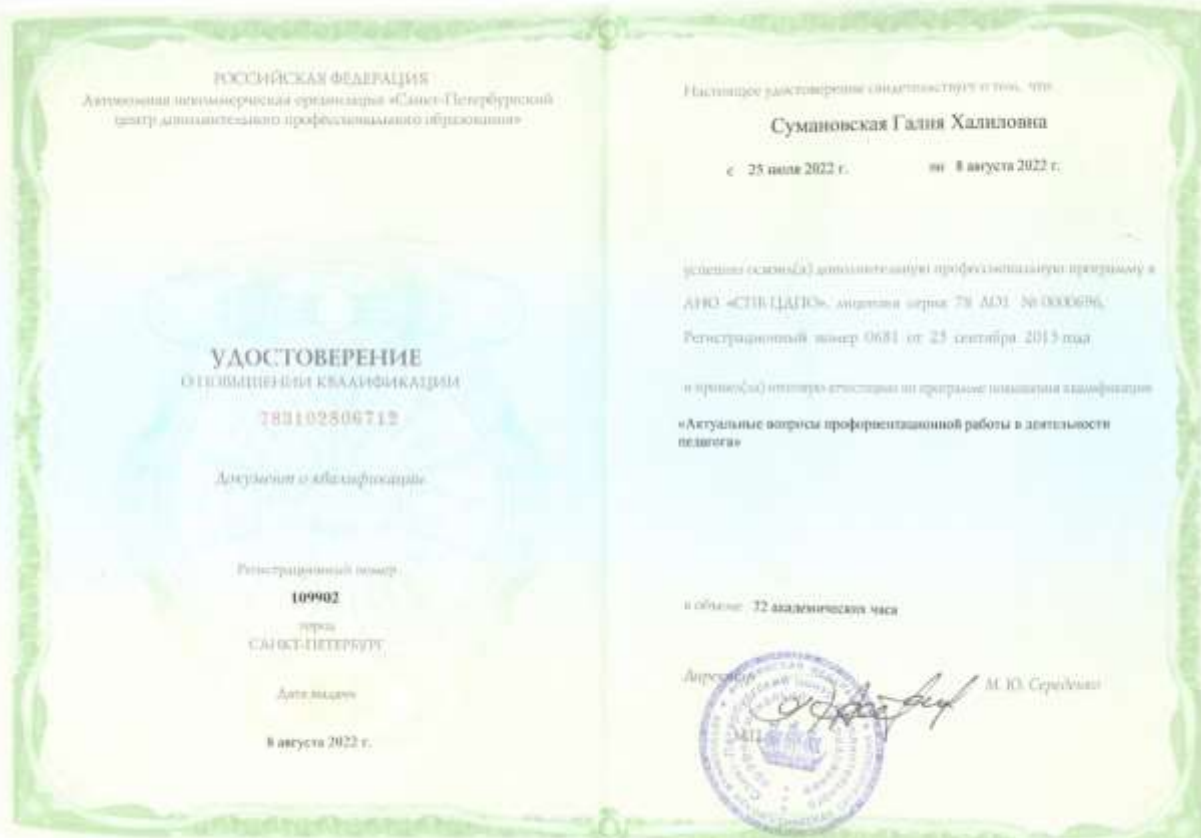 РОССИЙСКАЯ ФЕДЕРАЦИЯ
Автономная некоммерческая организация «Санкт-Петербургский
центр дополнительного профессионального образования»
УДОСТОВЕРЕНИЕ
О ПОВЫШЕНИИ КВАЛИФИКАЦИИ
783102806712
Документ о квалификации
Регистрационный номер
109902
город
САНКТ-ПЕТЕРБУРГ
Дата выдачи
8 августа 2022 г.
Настоящее удостоверение свидетельствует о том, что
Сумановская Галия Халиловна
с 25 июля 2022 г. по 8 августа 2022 г.
успешно освоил(а) дополнительную профессиональную программу в
АНО «СПБ ЦДПО», лицензия серия 78 ЛО1 № 0000696,
Регистрационный номер 0681 от 25 сентября 2013 года
и прошел(ла) итоговую аттестацию по программе повышения квалификации
«Актуальные вопросы профориентационной работы в деятельности
педагога»
в объеме 72 академических часа
Директор
М. Ю. Середенко
М.П.